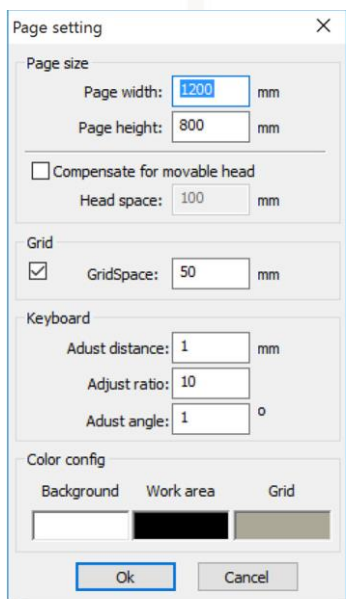 Page setting
Page size
Page width: 1200 mm
Page height: 800 mm
Compensate for movable head
Head space: 100 mm
Grid
GridSpace: 50 mm
Keyboard
Adust distance: 1 mm
Adjust ratio: 10
Adust angle: 1 o
Color config
Background Work area Grid
Ok Cancel